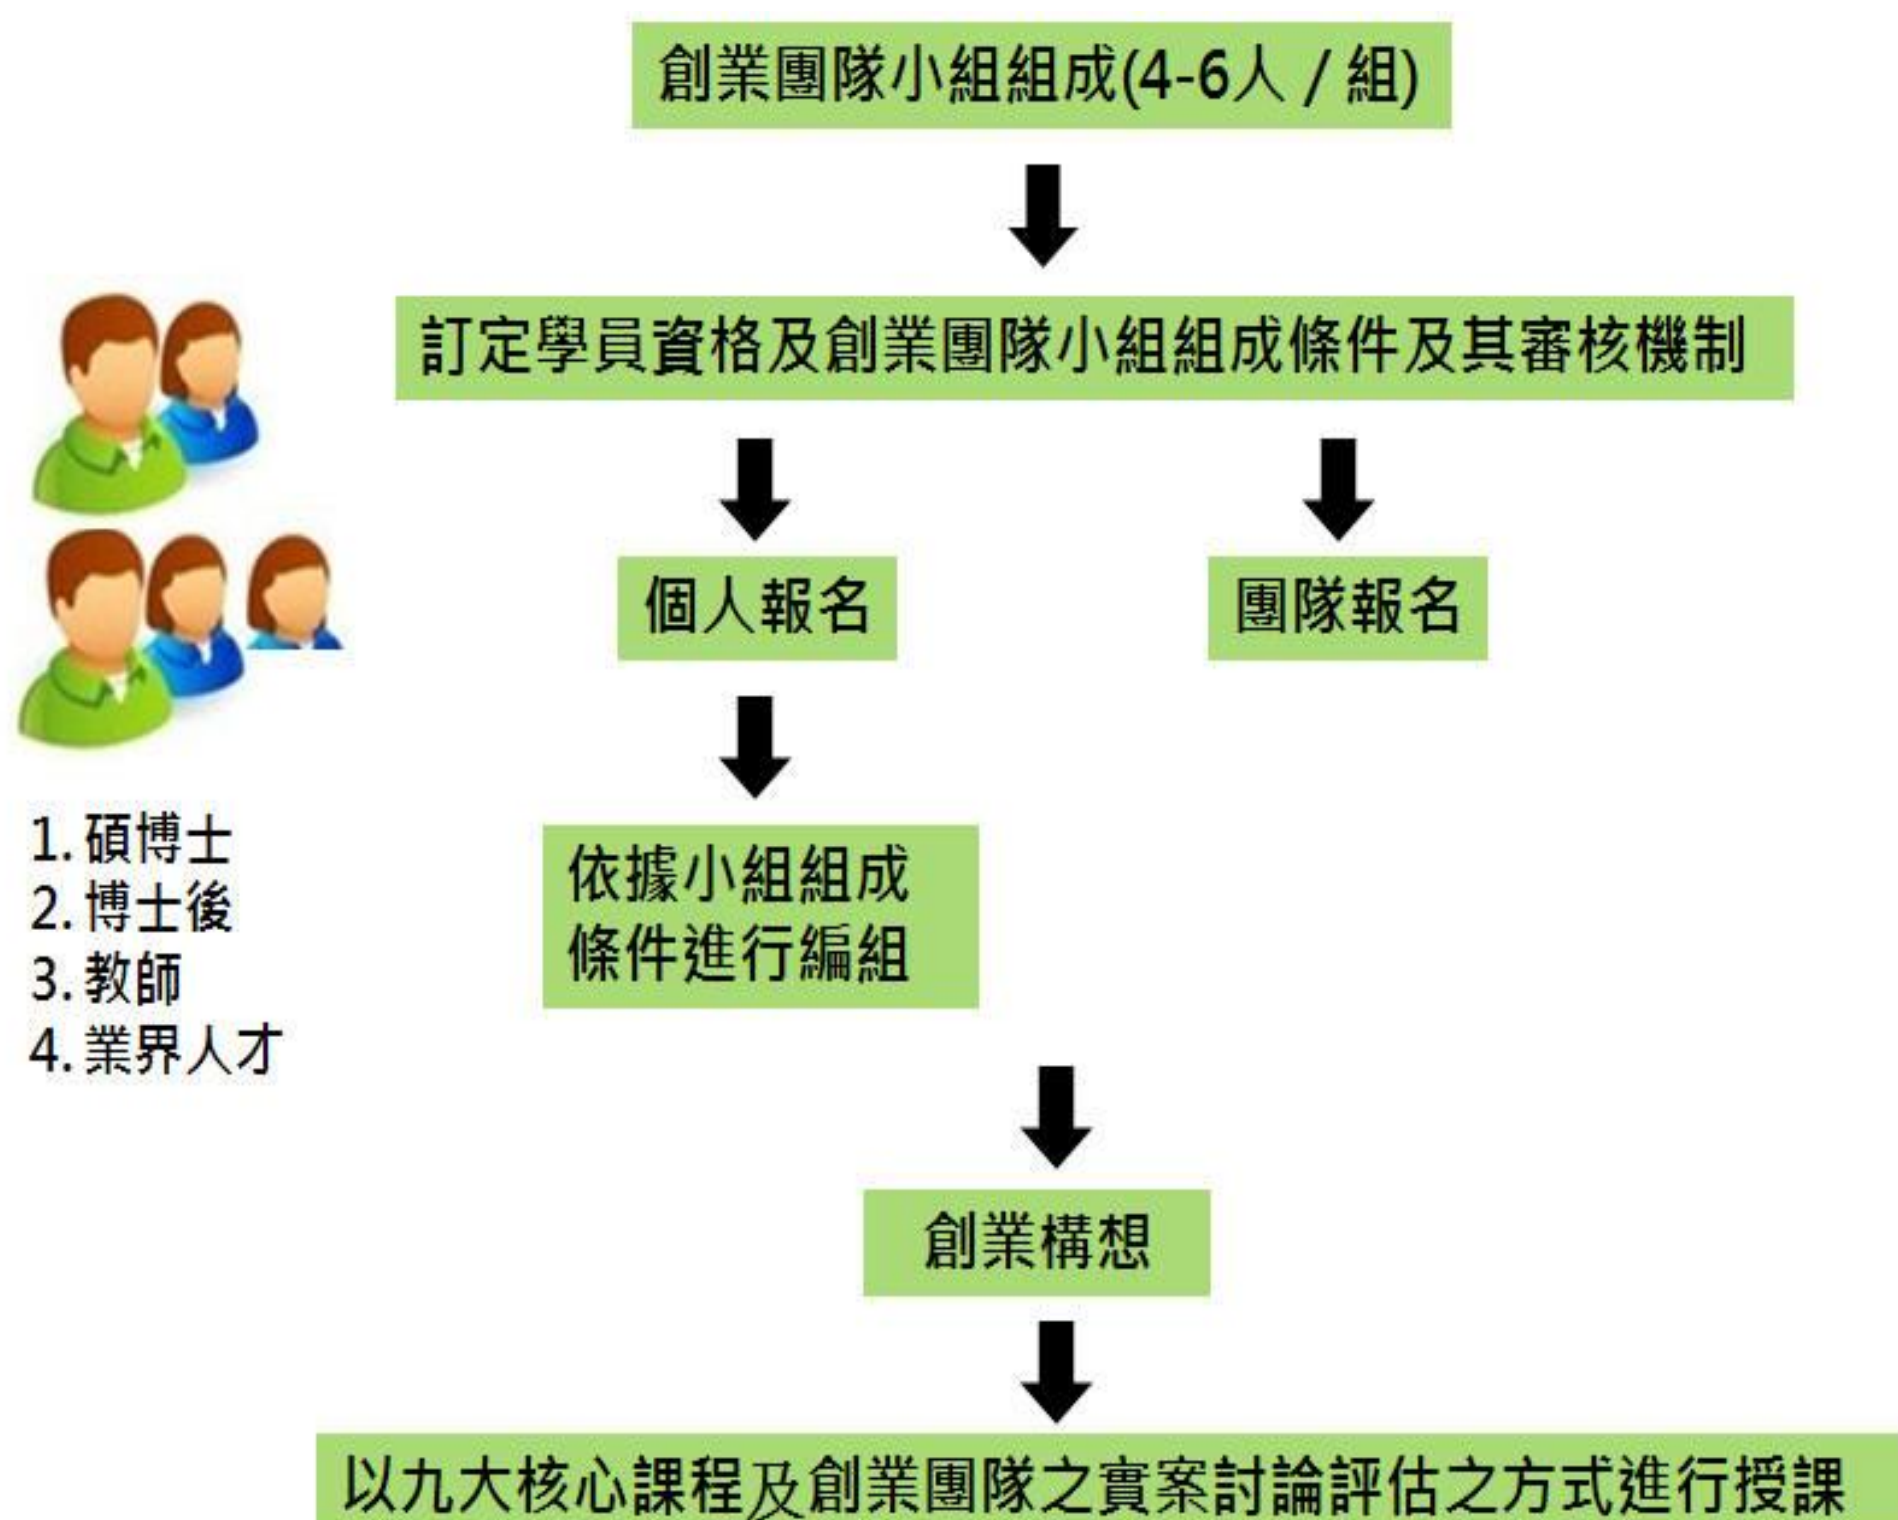 創業團隊小組組成(4-6人 / 組)
訂定學員資格及創業團隊小組組成條件及其審核機制
個人報名
團隊報名
1. 碩博士
2. 博士後
3. 教師
4. 業界人才
依據小組組成
條件進行編組
創業構想
以九大核心課程及創業團隊之實案討論評估之方式進行授課